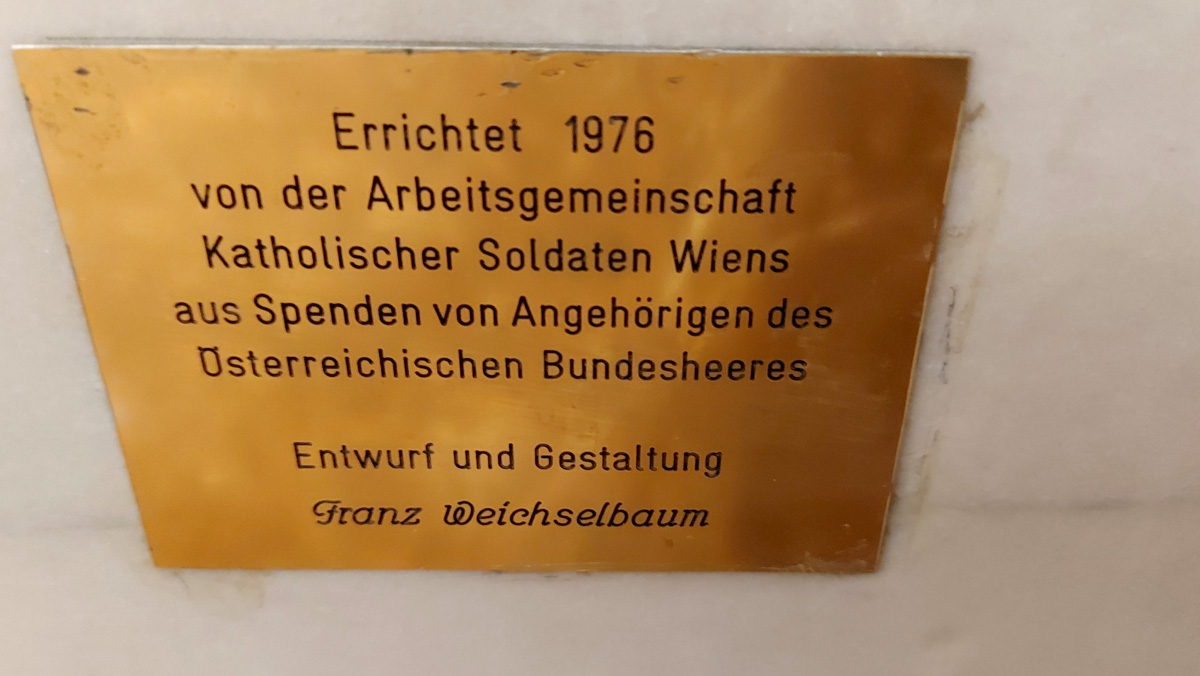 Errichtet 1976
von der Arbeitsgemeinschaft
Katholischer Soldaten Wiens
aus Spenden von Angehörigen des
Österreichischen Bundesheeres
Entwurf und Gestaltung
Franz Weichselbaum